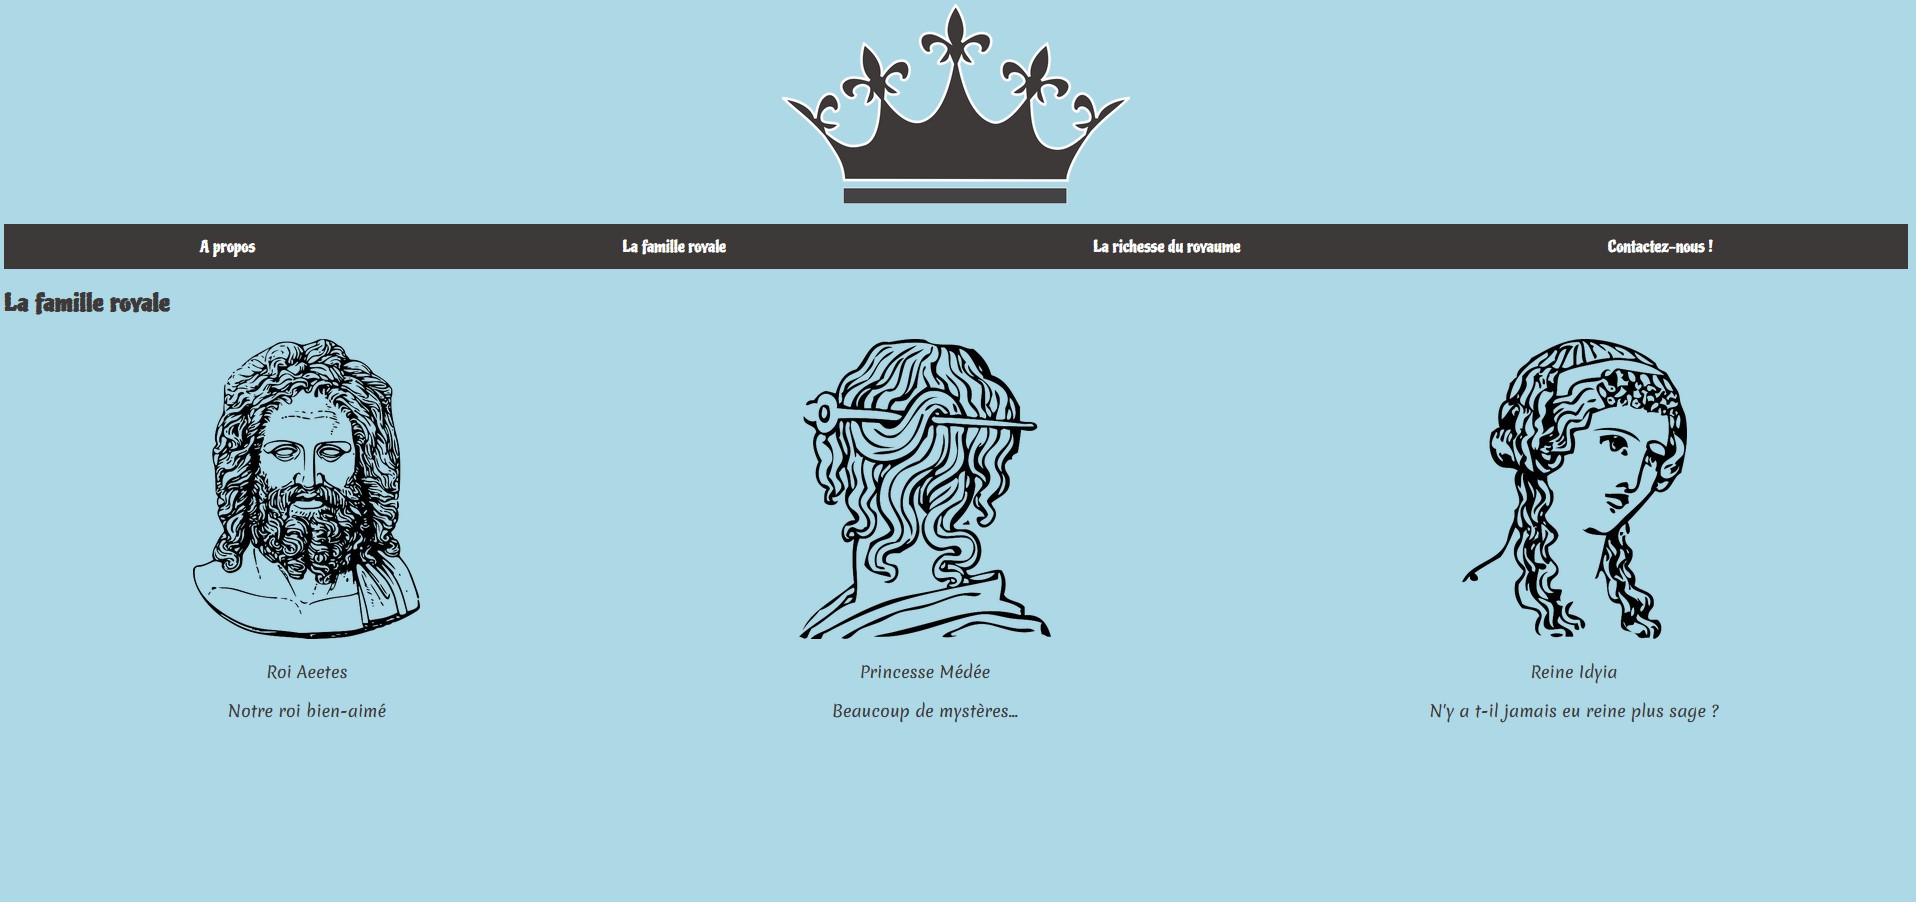 A propos
La famille royale
La richesse du royaume
Contactez-nous !
La famille royale
Roi Aeetes
Notre roi bien-aimé
Princesse Médée
Beaucoup de mystères...
Reine Idyia
N'y a t-il jamais eu reine plus sage ?